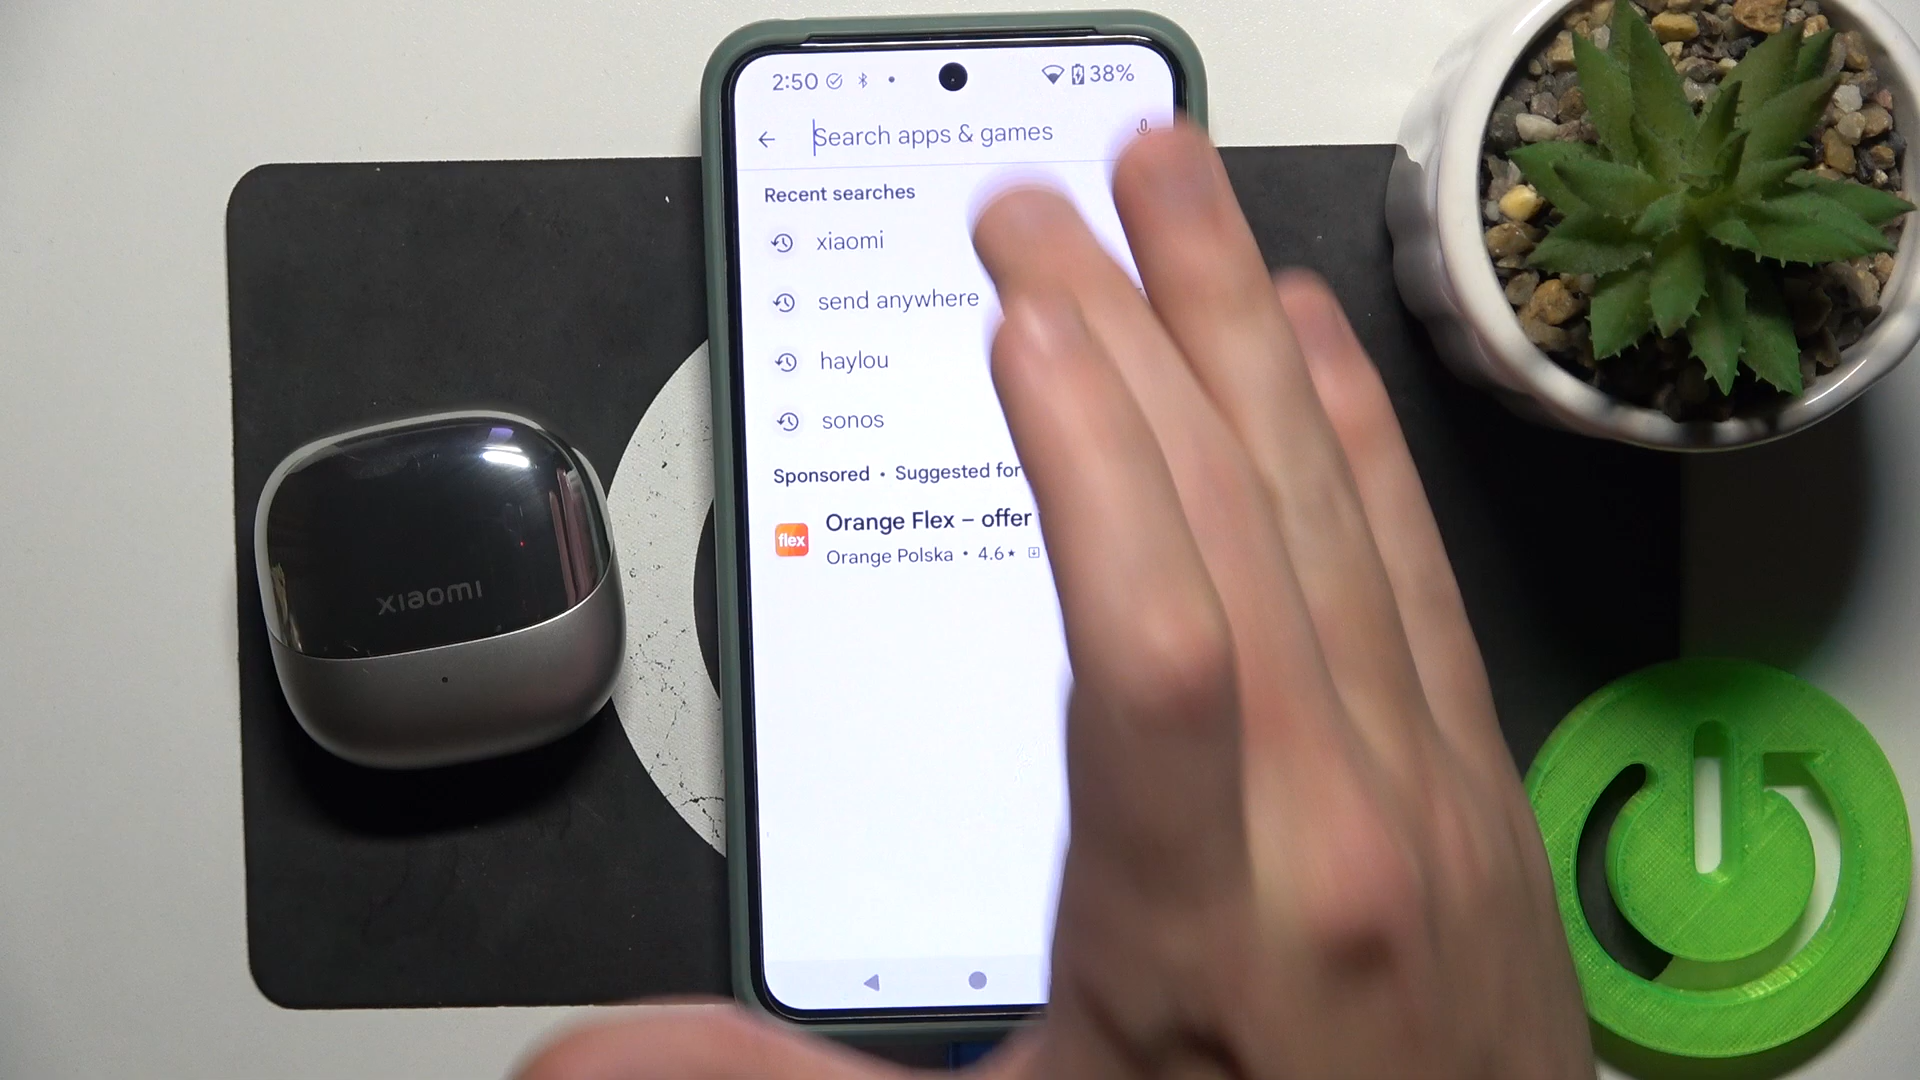 2:50 38%
Search apps & games
Recent searches
xiaomi
send anywhere
haylou
sonos
Sponsored • Suggested for
Orange Flex – offer
flex
Orange Polska • 4.6★
xiaomi